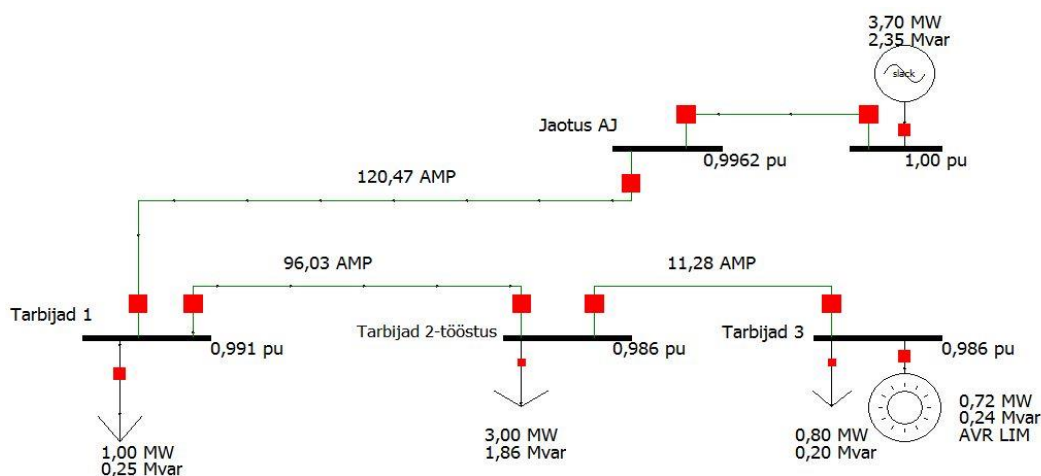 3,70 MW
2,35 Mvar
slack
Jaotus AJ
0,9962 pu
1,00 pu
120,47 AMP
96,03 AMP
11,28 AMP
Tarbijad 1
Tarbijad 2-tööstus
Tarbijad 3
0,991 pu
0,986 pu
0,986 pu
1,00 MW
0,25 Mvar
3,00 MW
1,86 Mvar
0,80 MW
0,20 Mvar
0,72 MW
0,24 Mvar
AVR LIM